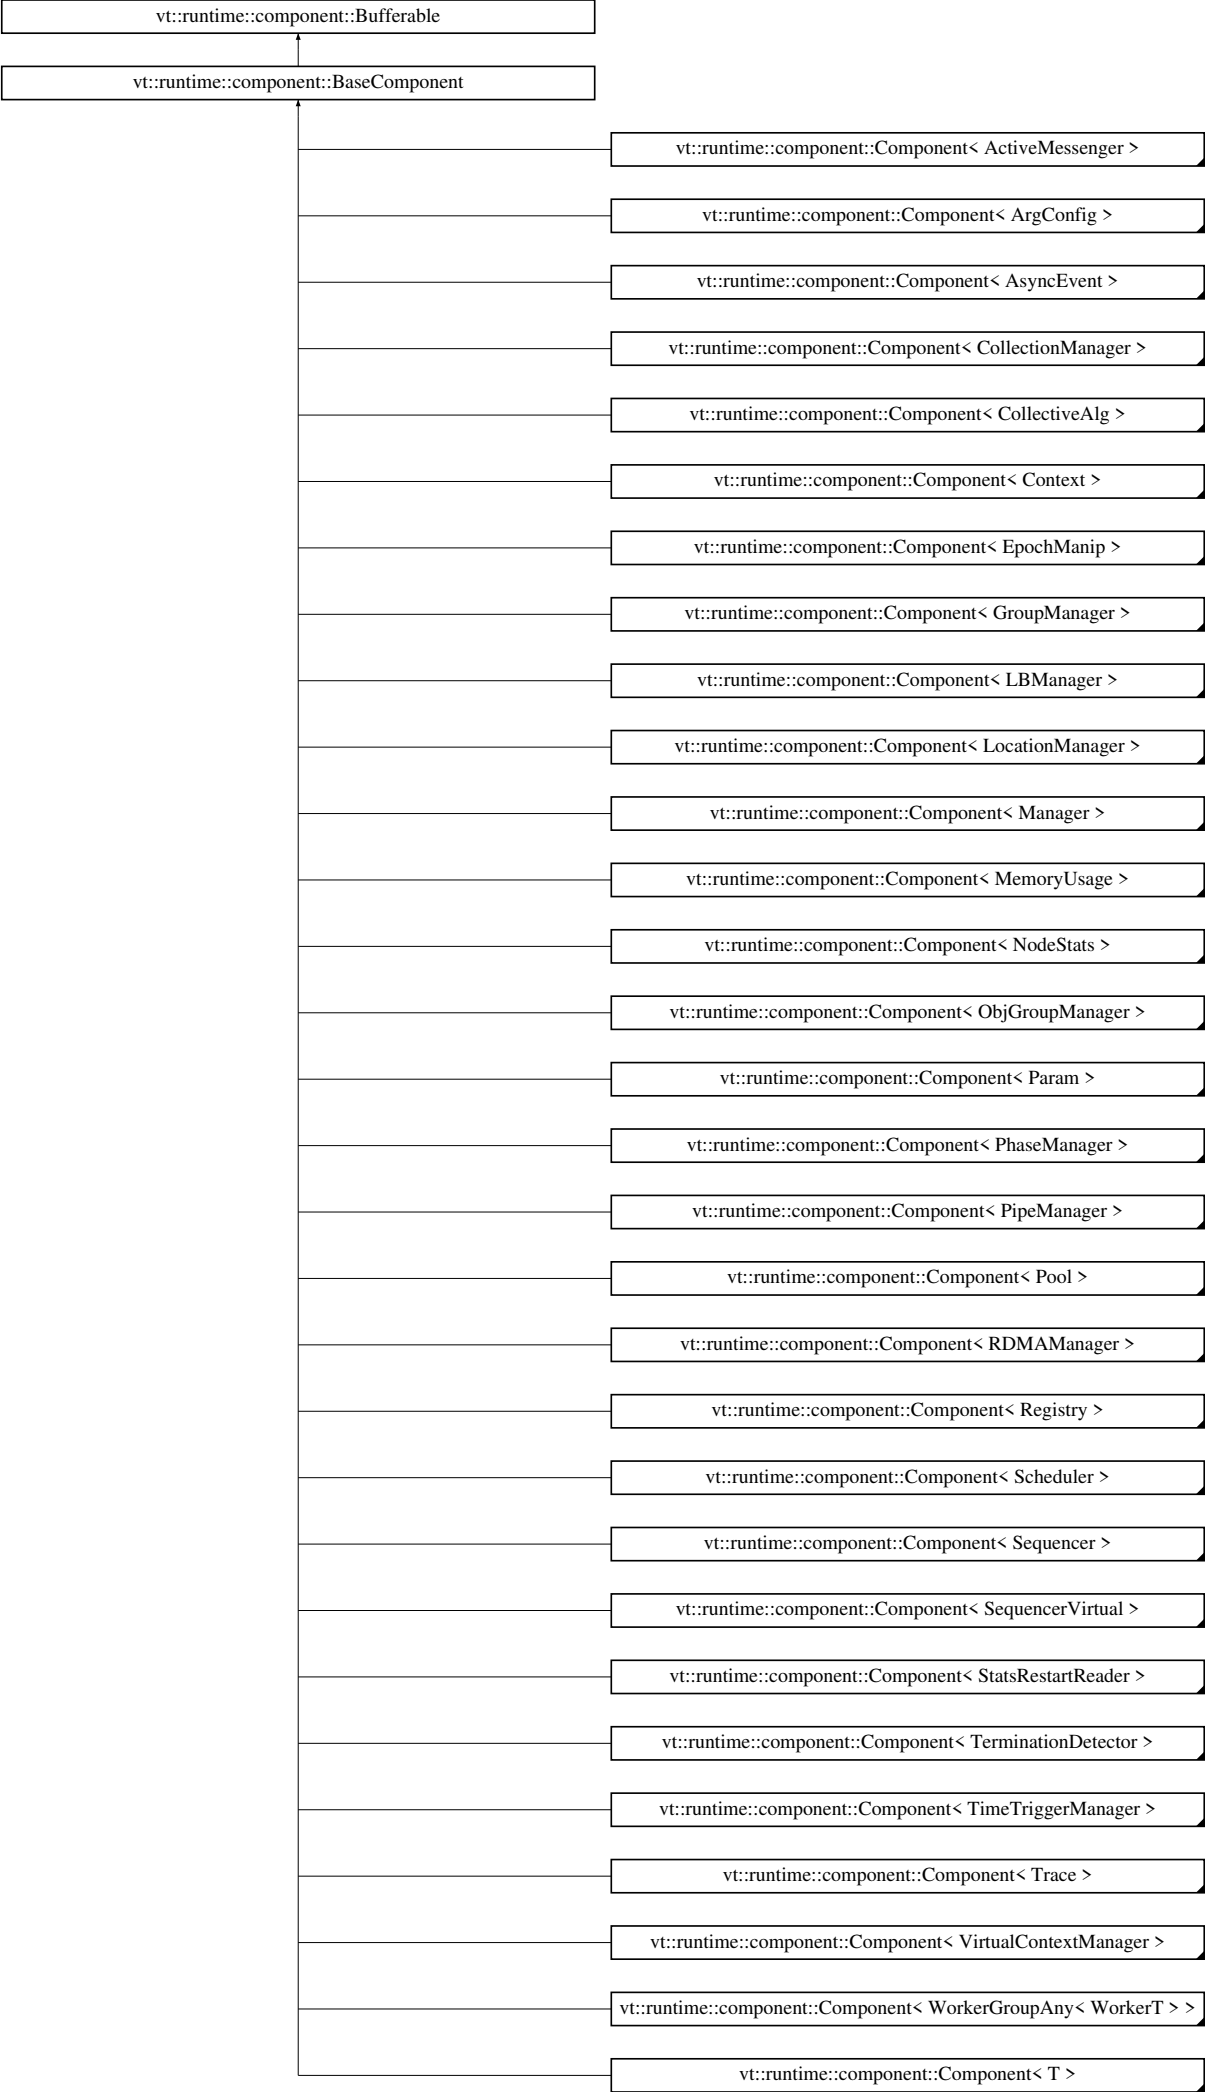 vt::runtime::component::Bufferable
vt::runtime::component::BaseComponent
vt::runtime::component::Component< ActiveMessenger >
vt::runtime::component::Component< ArgConfig >
vt::runtime::component::Component< AsyncEvent >
vt::runtime::component::Component< CollectionManager >
vt::runtime::component::Component< CollectiveAlg >
vt::runtime::component::Component< Context >
vt::runtime::component::Component< EpochManip >
vt::runtime::component::Component< GroupManager >
vt::runtime::component::Component< LBManager >
vt::runtime::component::Component< LocationManager >
vt::runtime::component::Component< Manager >
vt::runtime::component::Component< MemoryUsage >
vt::runtime::component::Component< NodeStats >
vt::runtime::component::Component< ObjGroupManager >
vt::runtime::component::Component< Param >
vt::runtime::component::Component< PhaseManager >
vt::runtime::component::Component< PipeManager >
vt::runtime::component::Component< Pool >
vt::runtime::component::Component< RDMAManager >
vt::runtime::component::Component< Registry >
vt::runtime::component::Component< Scheduler >
vt::runtime::component::Component< Sequencer >
vt::runtime::component::Component< SequencerVirtual >
vt::runtime::component::Component< StatsRestartReader >
vt::runtime::component::Component< TerminationDetector >
vt::runtime::component::Component< TimeTriggerManager >
vt::runtime::component::Component< Trace >
vt::runtime::component::Component< VirtualContextManager >
vt::runtime::component::Component< WorkerGroupAny< WorkerT > >
vt::runtime::component::Component< T >